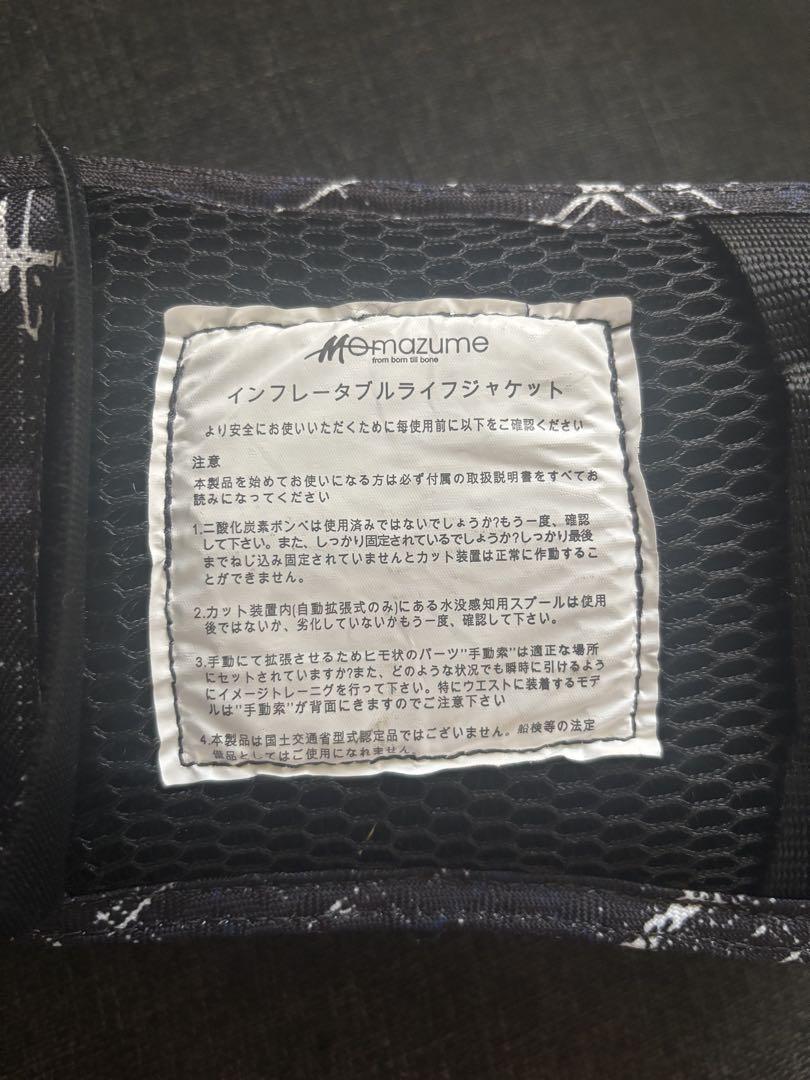 mazume
from born till bone
インフレータブルライフジャケット
より安全にお使いいただくために毎使用前に以下をご確認ください
注意
本製品を始めてお使いになる方は必ず付属の取扱説明書をすべてお
読みになってください
1.二酸化炭素ボンベは使用済みではないでしょうか?もう一度、確認
して下さい。また、しっかり固定されているでしょうか?しっかり最後
までねじ込み固定されていませんとカット装置は正常に作動するこ
とができません。
2.カット装置内(自動拡張式のみ)にある水没感知用スプールは使用
後ではないか、劣化していないかもう一度、確認して下さい。
3.手動にて拡張させるためヒモ状のパーツ"手動索"は適正な場所
にセットされていますか?また、どのような状況でも瞬時に引けるよう
にイメージトレーニグを行って下さい。特にウエストに装着するモデ
ルは"手動索"が背面にきますのでご注意下さい
4.本製品は国土交通省型式認定品ではございません。船検等の法定
備品としてはご使用になれません。